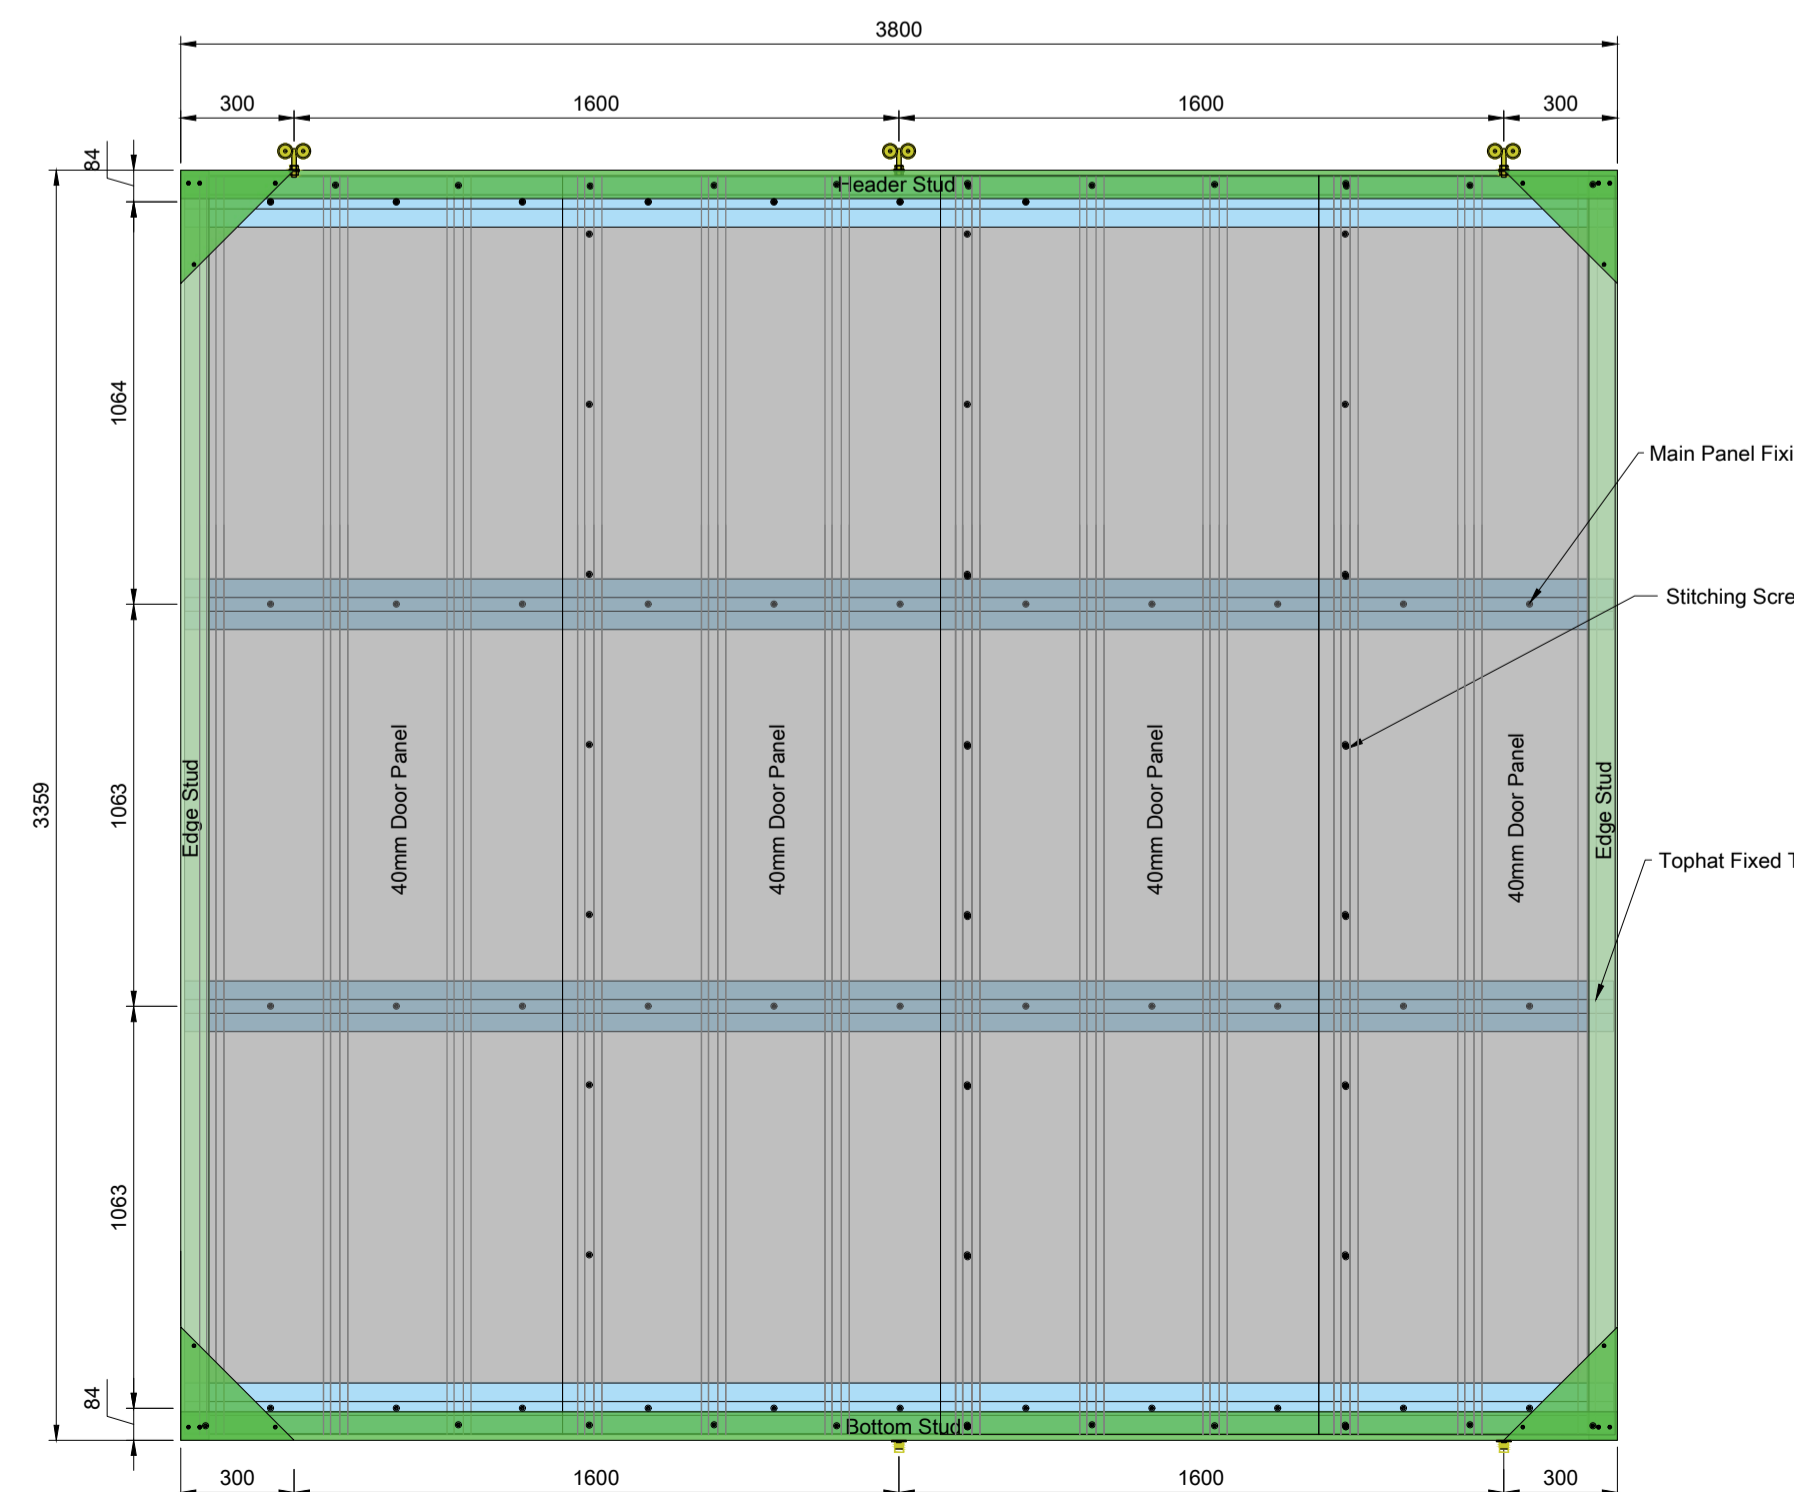 3800
300
1600
1600
300
84
Header Stud
1064
Main Panel Fixi
Stitching Scre
3359
1063
Edge Stud
40mm Door Panel
40mm Door Panel
40mm Door Panel
40mm Door Panel
Edge Stud
Tophat Fixed T
1063
84
Bottom Stud
300
1600
1600
300